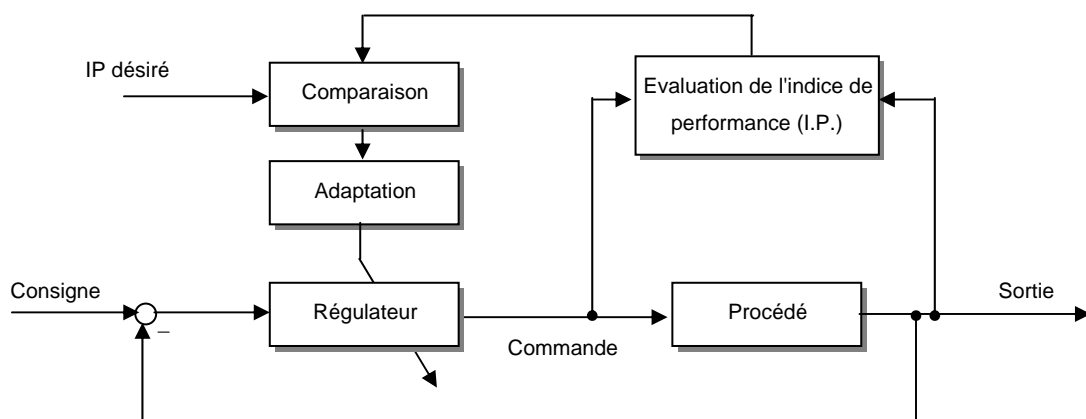 IP désiré
Comparaison
Evaluation de l'indice de
performance (I.P.)
Adaptation
Consigne
Régulateur
Procédé
Sortie
–
Commande